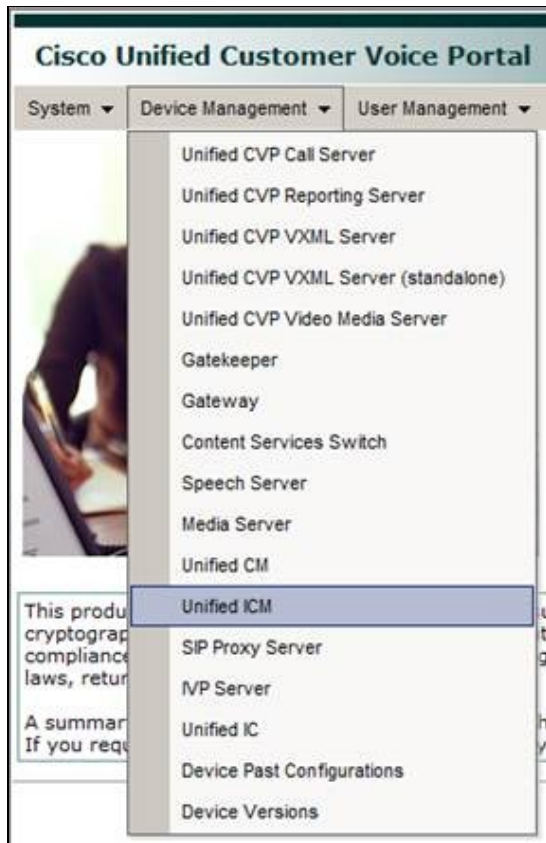 Cisco Unified Customer Voice Portal
System Device Management User Management
Unified CVP Call Server
Unified CVP Reporting Server
Unified CVP VXML Server
Unified CVP VXML Server (standalone)
Unified CVP Video Media Server
Gatekeeper
Gateway
Content Services Switch
Speech Server
Media Server
Unified CM
Unified ICM
SIP Proxy Server
IVP Server
Unified IC
Device Past Configurations
Device Versions
This produ
cryptograp
compliance
laws, retur
A summar
If you requ